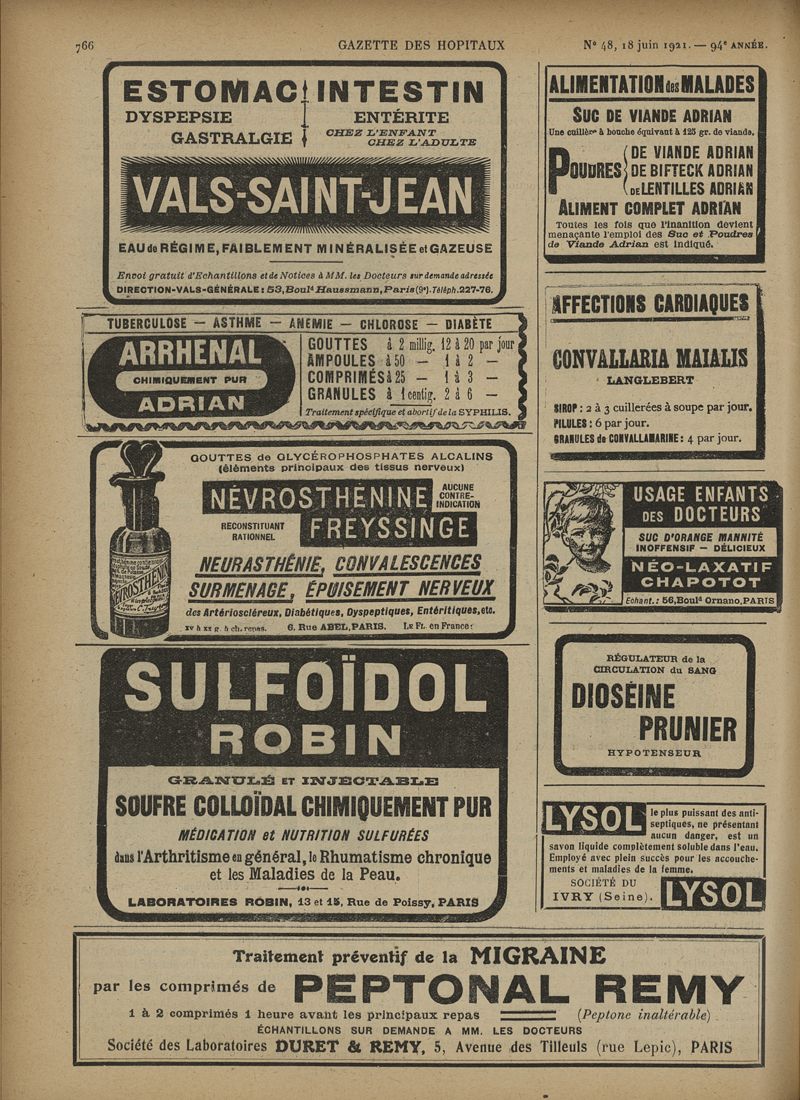 766
GAZETTE DES HOPITAUX
N° 48, 18 juin 1921. — 94e ANNÉE.
ESTOMAC INTESTIN
DYSPEPSIE ENTÉRITE
GASTRALGIE CHEZ L'ENFANT
CHEZ L'ADULTE
VALS-SAINT-JEAN
EAU de RÉGIME, FAIBLEMENT MINÉRALISÉE et GAZEUSE
Envoi gratuit d'Echantillons et de Notices à MM. les Docteurs sur demande adressée
DIRECTION-VALS-GÉNÉRALE: 53, Boulᵈ Haussmann, Paris (9ᵉ). Téléph. 227-76.
TUBERCULOSE — ASTHME — ANEMIE — CHLOROSE — DIABÈTE
ARRHENAL
CHIMIQUEMENT PUR
ADRIAN
GOUTTES à 2 millig. 12 à 20 par jour
AMPOULES à 50 — 1 à 2 —
COMPRIMÉS à 25 — 1 à 3 —
GRANULES à 1 centig. 2 à 6 —
Traitement spécifique et abortif de la SYPHILIS.
GOUTTES de GLYCÉROPHOSPHATES ALCALINS
(éléments principaux des tissus nerveux)
NÉVROSTHÉNINE
AUCUNE
CONTRE-
INDICATION
RECONSTITUANT
RATIONNEL
FREYSSINGE
NEVROSTHÉN
NEURASTHÉNIE, CONVALESCENCES
SURMENAGE, ÉPUISEMENT NERVEUX
des Artérioscléreux, Diabétiques, Dyspeptiques, Entéritiques, etc.
XV à XX g. à ch. repas. 6, Rue ABEL, PARIS. Le Fl. en France:
SULFOÏDOL
ROBIN
GRANULÉ ET INJECTABLE
SOUFRE COLLOÏDAL CHIMIQUEMENT PUR
MÉDICATION et NUTRITION SULFURÉES
dans l'Arthritisme en général, le Rhumatisme chronique
et les Maladies de la Peau.
LABORATOIRES ROBIN, 13 et 15, Rue de Poissy, PARIS
ALIMENTATION des MALADES
SUC DE VIANDE ADRIAN
Une cuillère à bouche équivant à 125 gr. de viande.
POUDRES DE VIANDE ADRIAN
DE BIFTECK ADRIAN
DE LENTILLES ADRIAN
ALIMENT COMPLET ADRIAN
Toutes les fois que l'inanition devient
menaçante l'emploi des Suc et Poudres
de Viande Adrian est indiqué.
AFFECTIONS CARDIAQUES
CONVALLARIA MAIALIS
LANGLEBERT
SIROP : 2 à 3 cuillerées à soupe par jour.
PILULES : 6 par jour.
GRANULES de CONVALLAMARINE : 4 par jour.
USAGE ENFANTS
DES DOCTEURS
SUC D'ORANGE MANNITÉ
INOFFENSIF — DÉLICIEUX
NÉO-LAXATIF
CHAPOTOT
Echant.: 56, Boulᵈ Ornano, PARIS
RÉGULATEUR de la
CIRCULATION du SANG
DIOSÉINE
PRUNIER
HYPOTENSEUR
LYSOL le plus puissant des anti-
septiques, ne présentant
aucun danger, est un
savon liquide complètement soluble dans l'eau.
Employé avec plein succès pour les accouche-
ments et maladies de la femme.
SOCIÉTÉ DU
IVRY (Seine). LYSOL
Traitement préventif de la MIGRAINE
par les comprimés de PEPTONAL REMY
1 à 2 comprimés 1 heure avant les principaux repas (Peptone inaltérable)
ÉCHANTILLONS SUR DEMANDE A MM. LES DOCTEURS
Société des Laboratoires DURET & REMY, 5, Avenue des Tilleuls (rue Lepic), PARIS